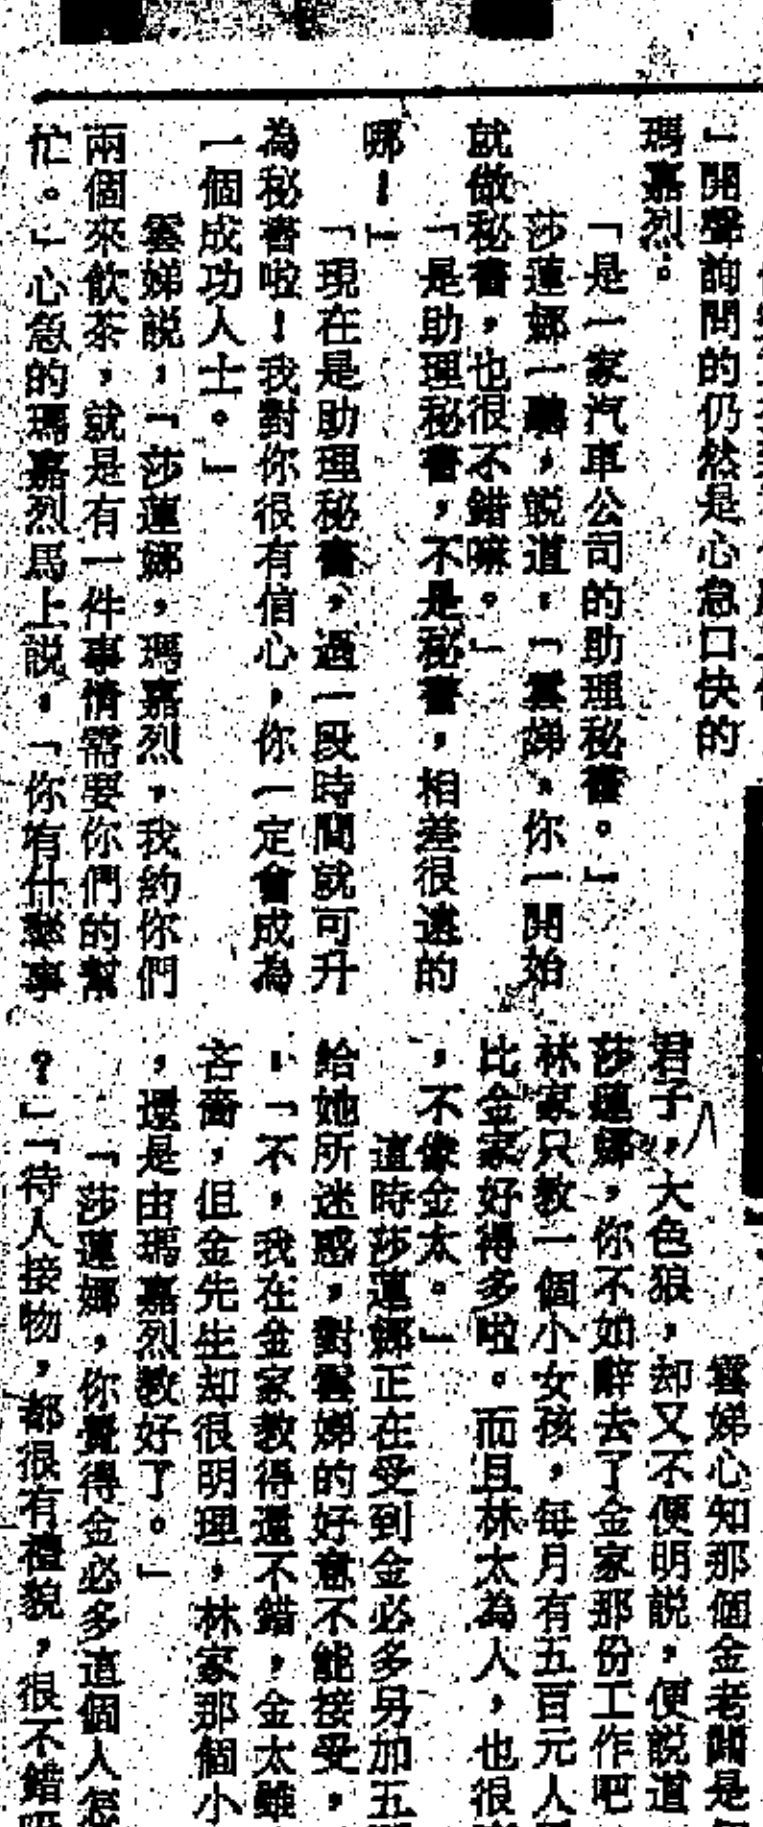 」開聲詢問的仍然是心急口快的
瑪嘉烈。
「是一家汽車公司的助理秘書。」
莎蓮娜一聽,説道:「雲娣,你一開始
就做秘書,也很不錯嘛。」
「是助理秘書,不是秘書,相差很遠的
哪!」
「現在是助理秘書,過一段時間就可升
為秘書啦!我對你很有信心,你一定會成為
一個成功人士。」
雲娣説:「莎蓮娜,瑪嘉烈,我約你們
兩個來飲茶,就是有一件事情需要你們的幫
忙。」心急的瑪嘉烈馬上説,「你有什麽事
雲娣心知那個金老闆是
君子,大色狼,却又不便明説,便説道
莎蓮娜,你不如辭去了金家那份工作吧
林家只教一個小女孩,每月有五百元人
比金家好得多啦。而且林太為人,也很
,不像金太。」
這時莎蓮娜正在受到金必多另加五
給她所迷惑,對雲娣的好意不能接受,
,「不,我在金家教得還不錯,金太雖
吝嗇,但金先生却很明理,林家那個小
,還是由瑪嘉烈教好了。」
「莎蓮娜,你覺得金必多這個人怎
?」「待人接物,都很有禮貌,很不錯